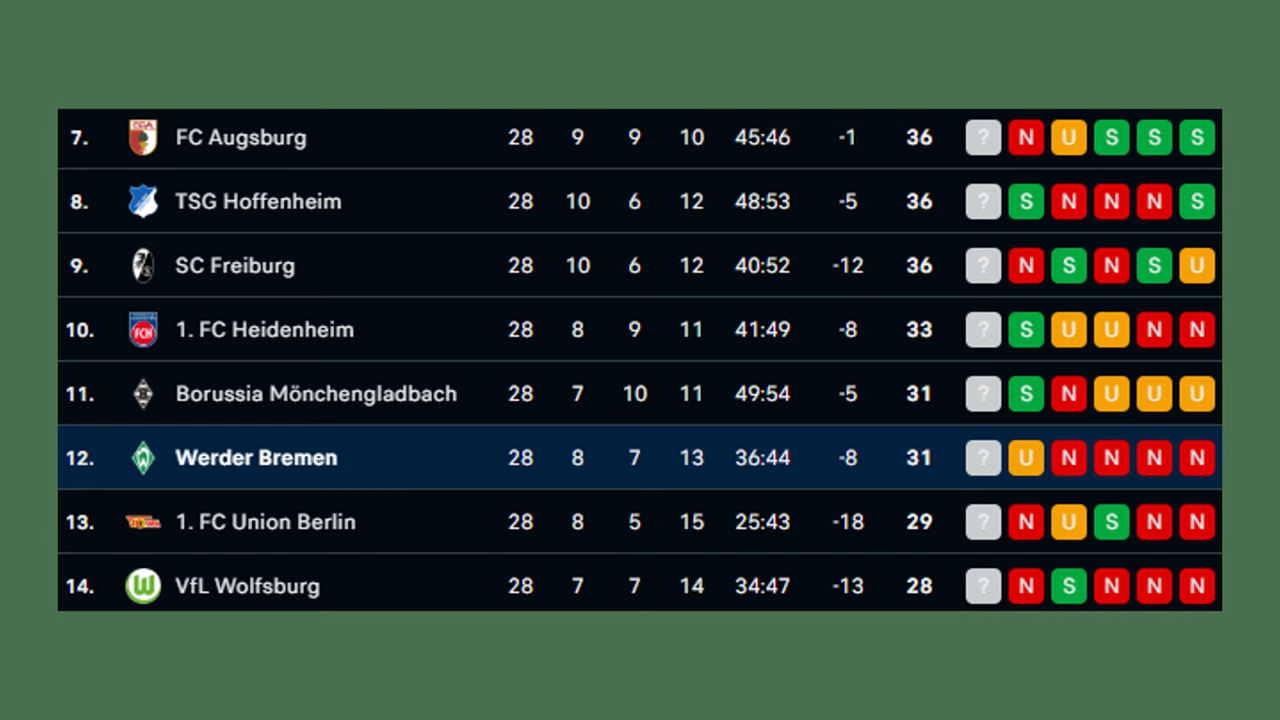 7. FC Augsburg 28 9 9 10 45:46 -1 36 ? N U S S S
8. TSG Hoffenheim 28 10 6 12 48:53 -5 36 ? S N N N S
9. SC Freiburg 28 10 6 12 40:52 -12 36 ? N S N S U
10. 1. FC Heidenheim 28 8 9 11 41:49 -8 33 ? S U U N N
11. Borussia Mönchengladbach 28 7 10 11 49:54 -5 31 ? S N U U U
12. Werder Bremen 28 8 7 13 36:44 -8 31 ? U N N N N
13. 1. FC Union Berlin 28 8 5 15 25:43 -18 29 ? N U S N N
14. VfL Wolfsburg 28 7 7 14 34:47 -13 28 ? N S N N N